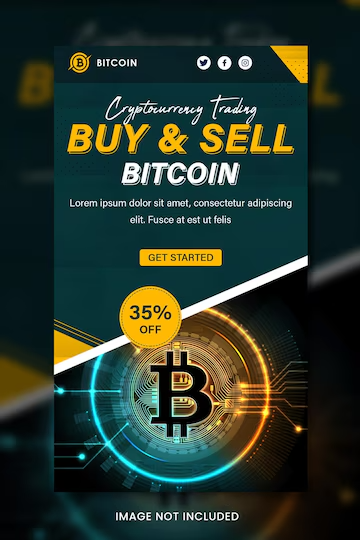 BITCOIN
Cryptocurrency Trading
BUY & SELL
BITCOIN
Lorem ipsum dolor sit amet, consectetur adipiscing
elit. Fusce at est ut felis
GET STARTED
35%
OFF
IMAGE NOT INCLUDED